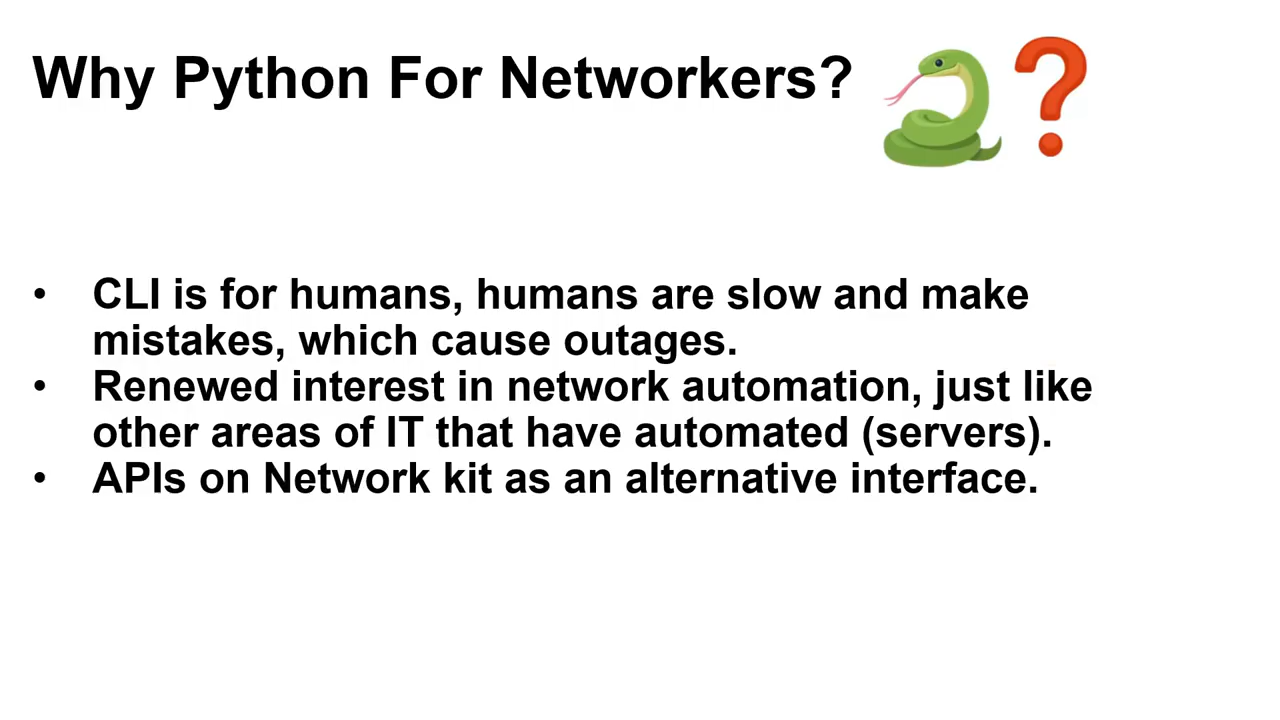 Why Python For Networkers?
• CLI is for humans, humans are slow and make
mistakes, which cause outages.
• Renewed interest in network automation, just like
other areas of IT that have automated (servers).
• APIs on Network kit as an alternative interface.